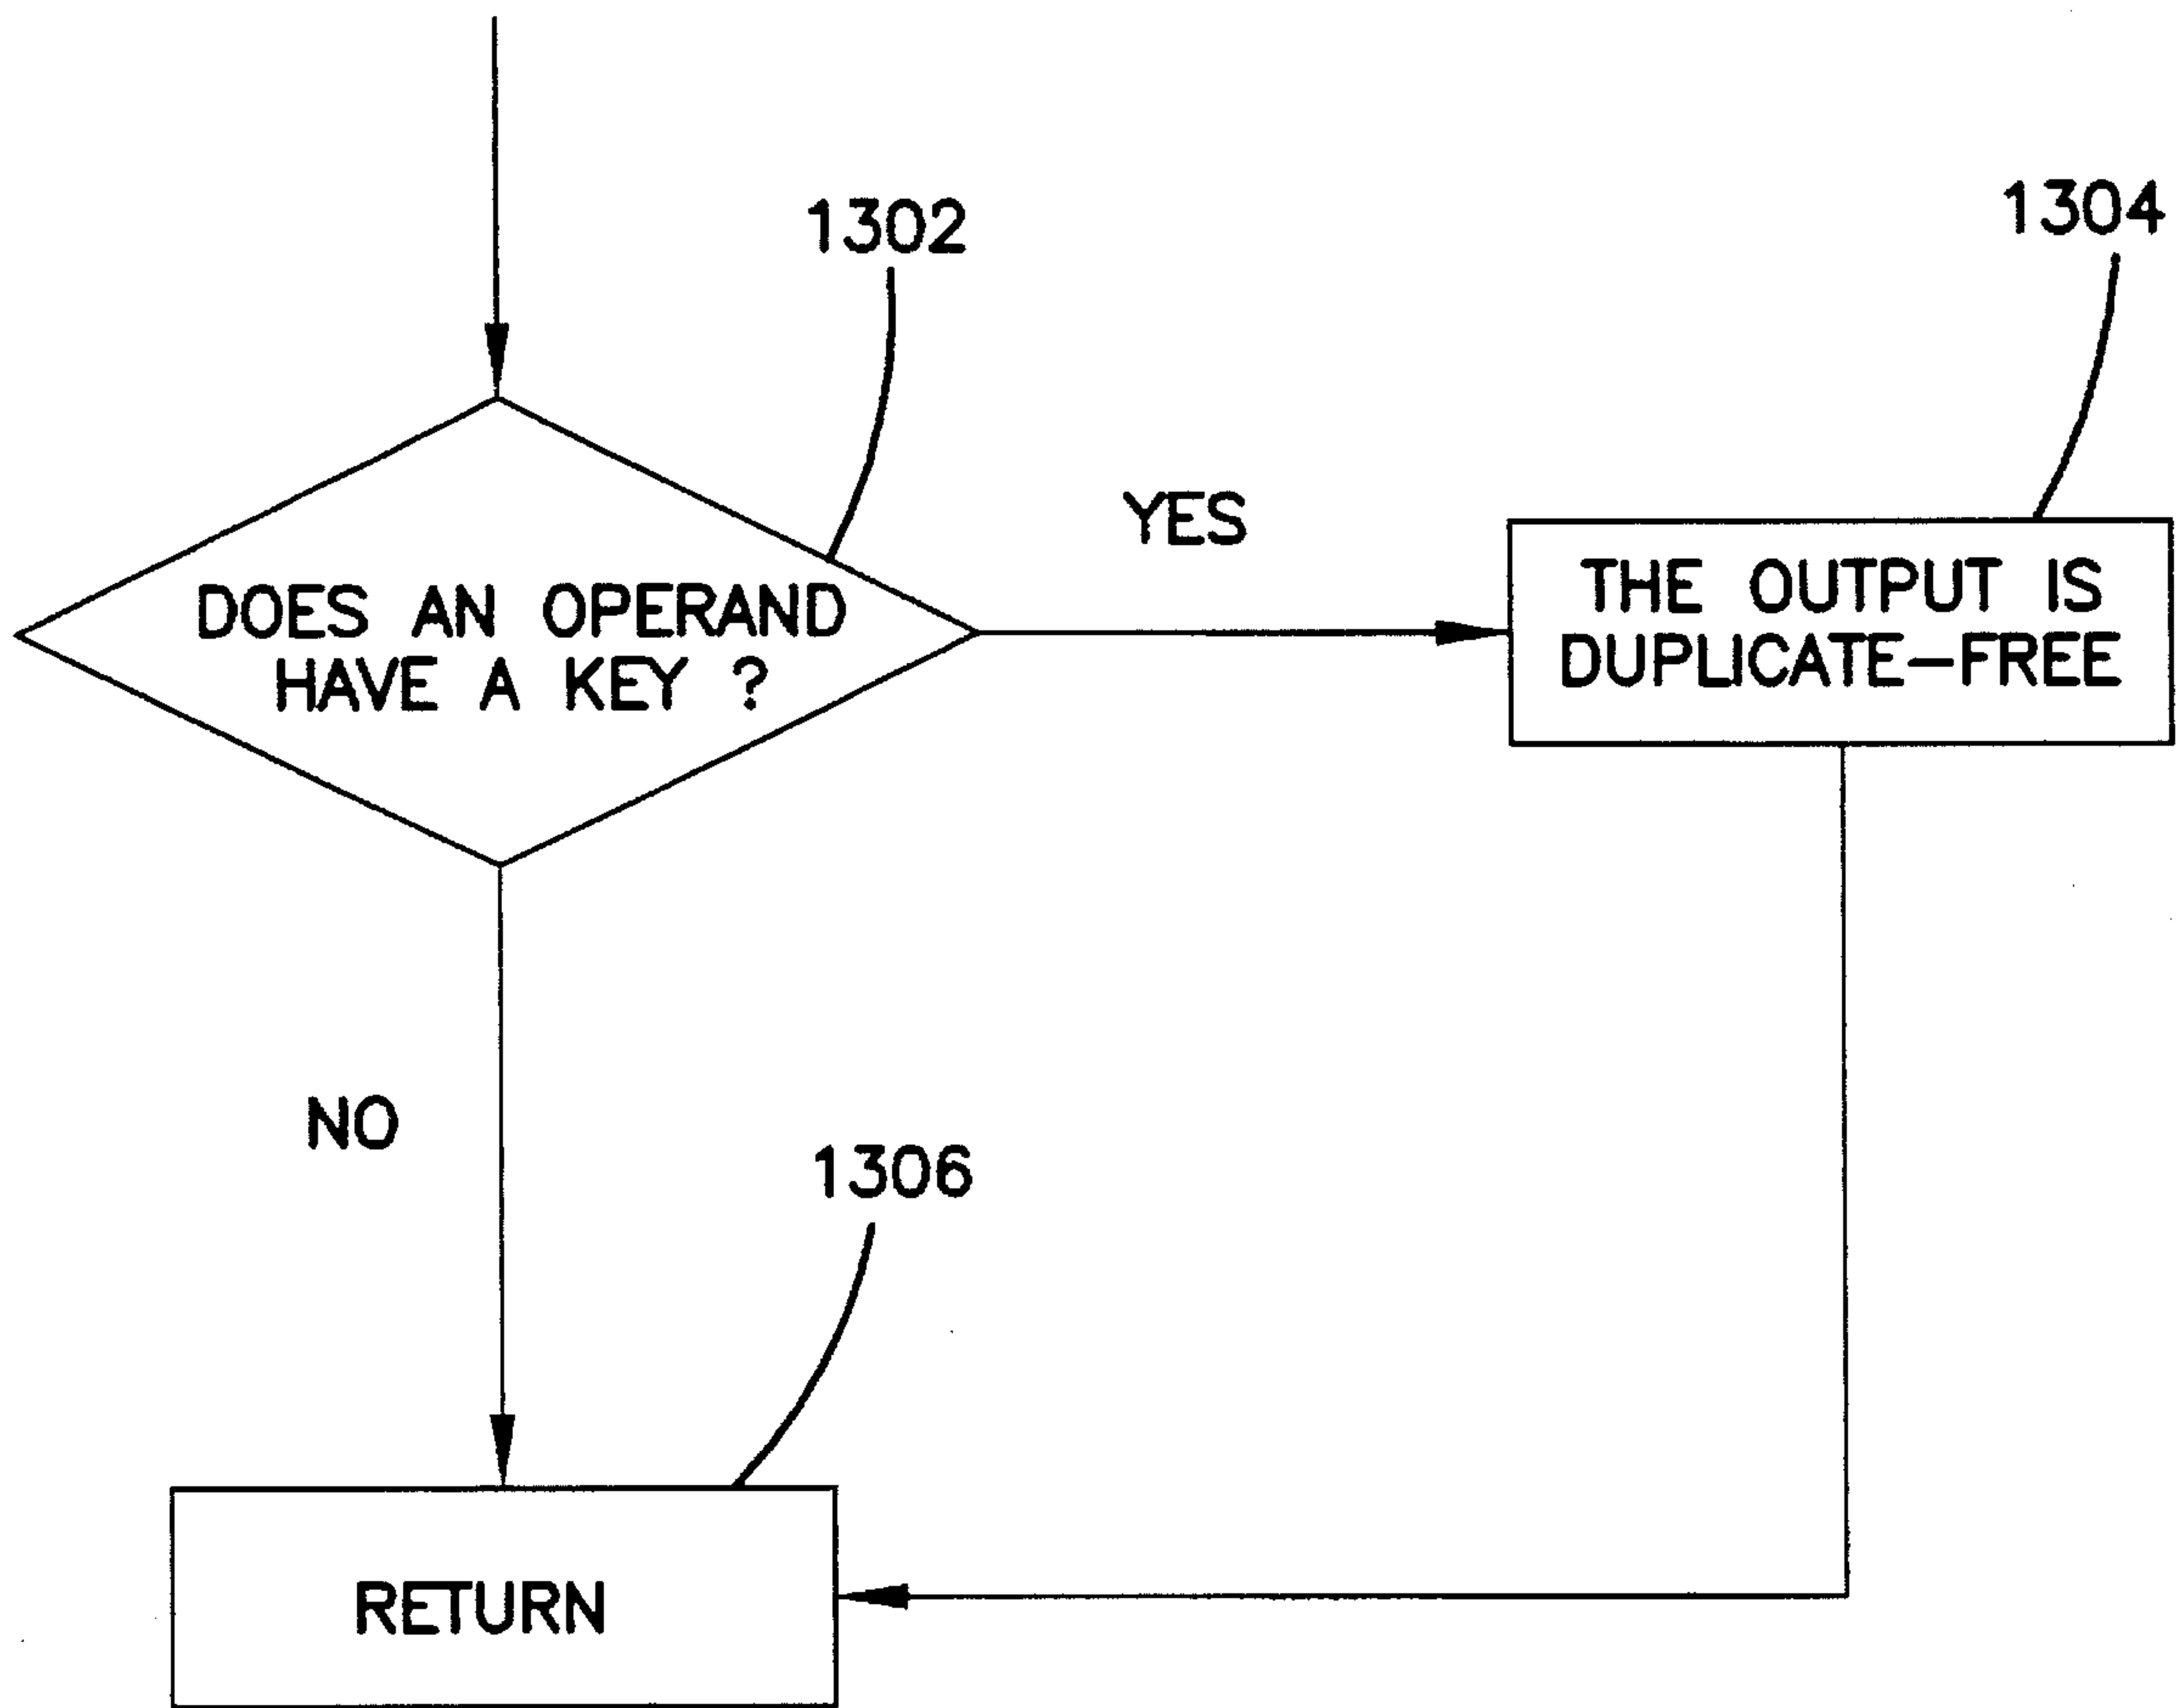 1302
1304
YES
DOES AN OPERAND
HAVE A KEY ?
THE OUTPUT IS
DUPLICATE-FREE
NO
1306
RETURN